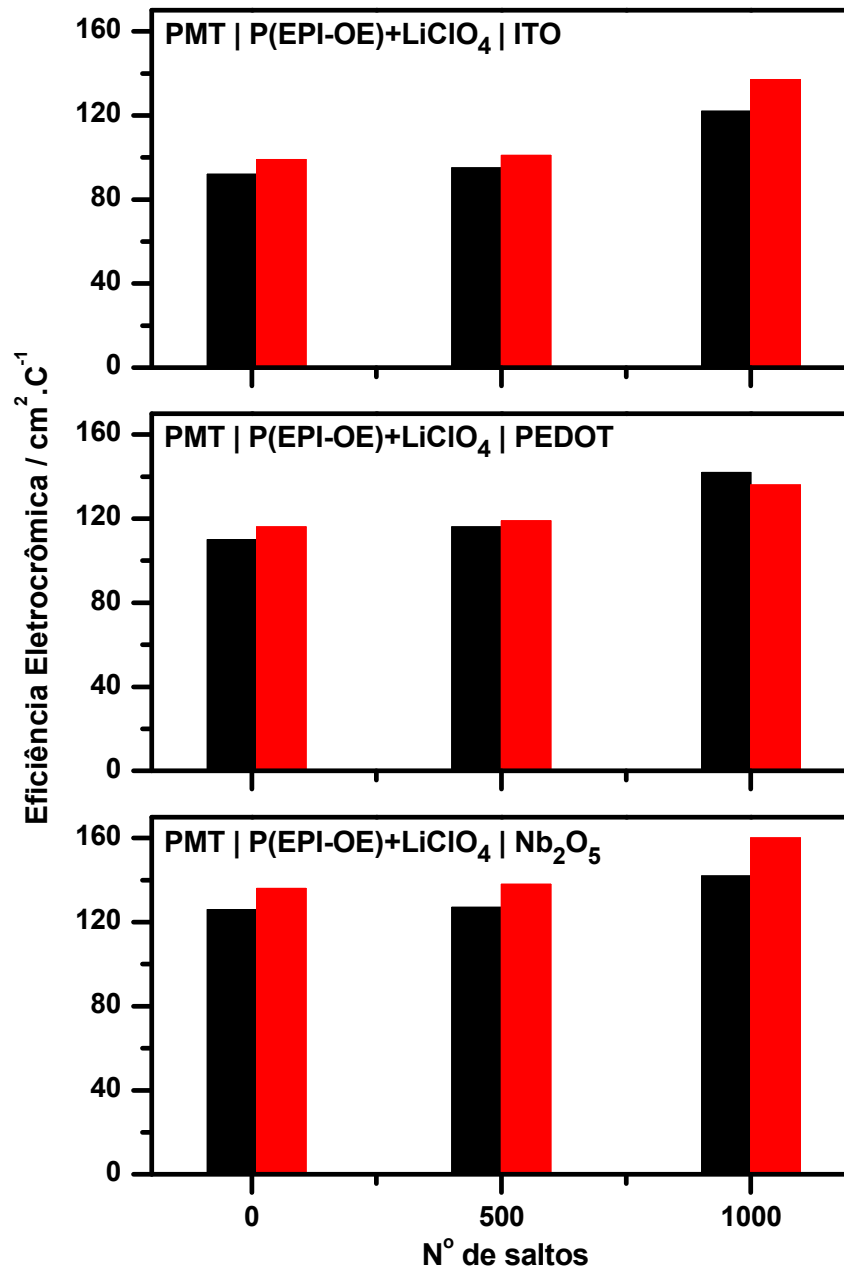 PMT | P(EPI-OE)+LiClO₄ | ITO
160
120
80
40
0
PMT | P(EPI-OE)+LiClO₄ | PEDOT
160
120
80
40
0
PMT | P(EPI-OE)+LiClO₄ | Nb₂O₅
160
120
80
40
0
0 500 1000
Nº de saltos
Eficiência Eletrocrômica / cm².C⁻¹